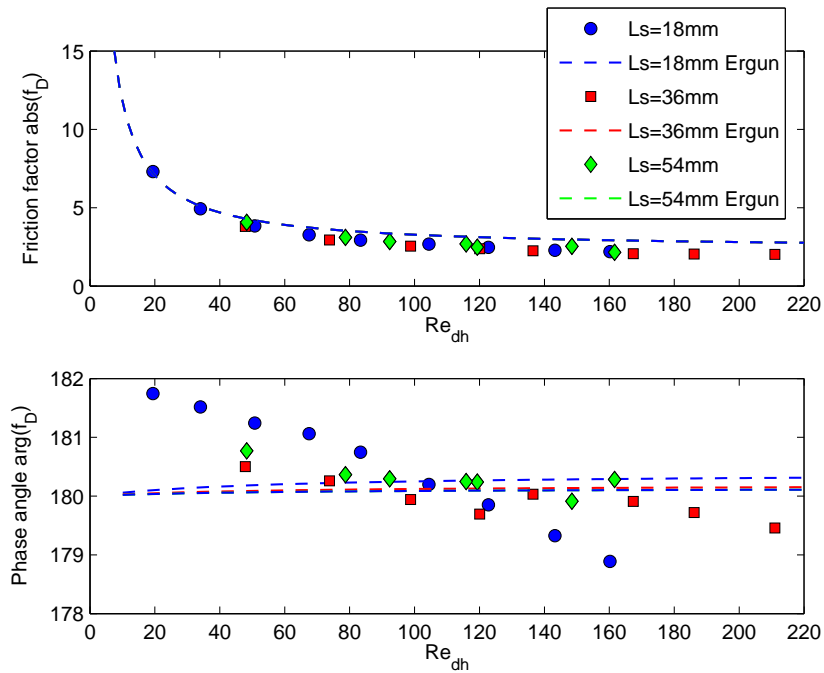 Ls=18mm
Ls=18mm Ergun
Ls=36mm
Ls=36mm Ergun
Ls=54mm
Ls=54mm Ergun
15
10
5
0
Friction factor abs(f_D)
0 20 40 60 80 100 120 140 160 180 200 220
Re_dh
182
181
180
179
178
Phase angle arg(f_D)
0 20 40 60 80 100 120 140 160 180 200 220
Re_dh